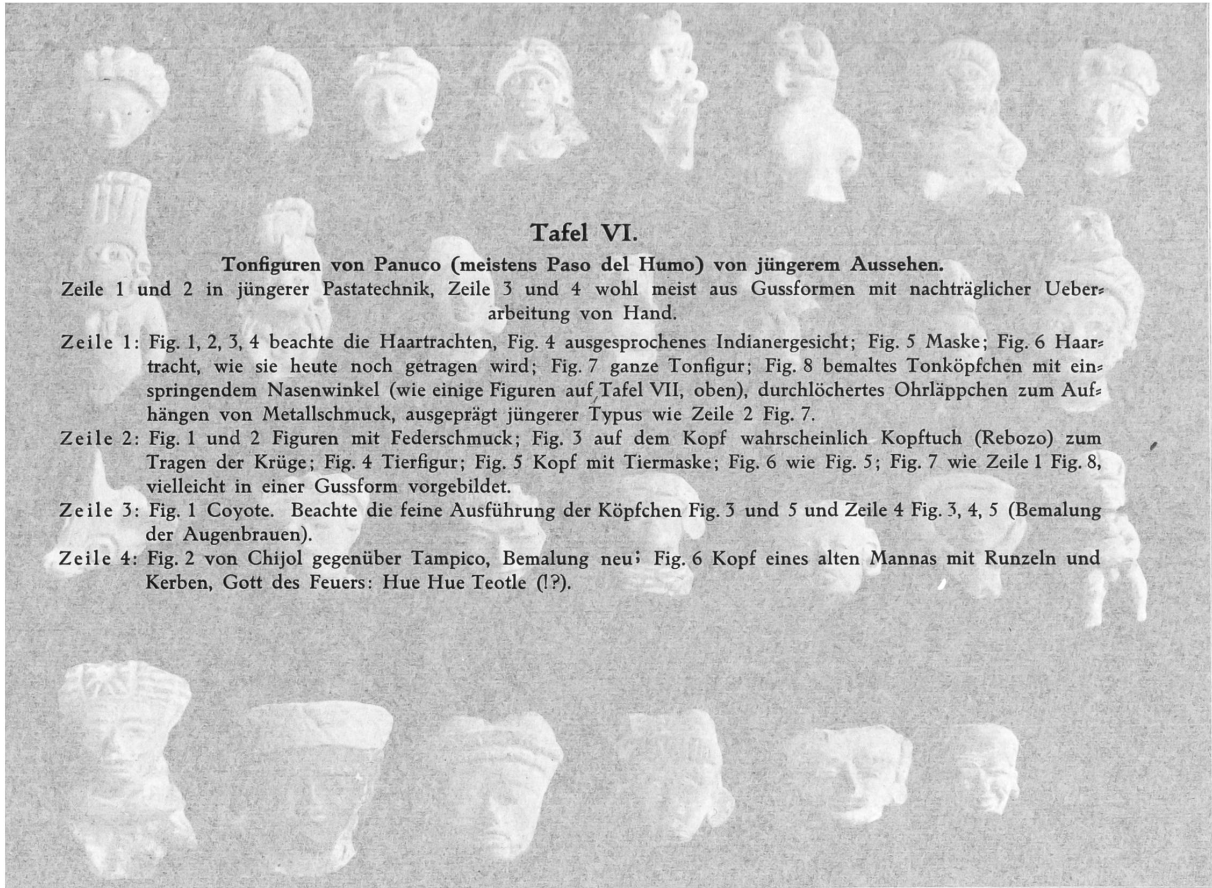 Tafel VI.
Tonfiguren von Panuco (meistens Paso del Humo) von jüngerem Aussehen.
Zeile 1 und 2 in jüngerer Pastatechnik, Zeile 3 und 4 wohl meist aus Gussformen mit nachträglicher Ueber⸗
arbeitung von Hand.
Zeile 1: Fig. 1, 2, 3, 4 beachte die Haartrachten, Fig. 4 ausgesprochenes Indianergesicht; Fig. 5 Maske; Fig. 6 Haar⸗
tracht, wie sie heute noch getragen wird; Fig. 7 ganze Tonfigur; Fig. 8 bemaltes Tonköpfchen mit ein⸗
springendem Nasenwinkel (wie einige Figuren auf Tafel VII, oben), durchlöchertes Ohrläppchen zum Auf⸗
hängen von Metallschmuck, ausgeprägt jüngerer Typus wie Zeile 2 Fig. 7.
Zeile 2: Fig. 1 und 2 Figuren mit Federschmuck; Fig. 3 auf dem Kopf wahrscheinlich Kopftuch (Rebozo) zum
Tragen der Krüge; Fig. 4 Tierfigur; Fig. 5 Kopf mit Tiermaske; Fig. 6 wie Fig. 5; Fig. 7 wie Zeile 1 Fig. 8,
vielleicht in einer Gussform vorgebildet.
Zeile 3: Fig. 1 Coyote. Beachte die feine Ausführung der Köpfchen Fig. 3 und 5 und Zeile 4 Fig. 3, 4, 5 (Bemalung
der Augenbrauen).
Zeile 4: Fig. 2 von Chijol gegenüber Tampico, Bemalung neu; Fig. 6 Kopf eines alten Mannas mit Runzeln und
Kerben, Gott des Feuers: Hue Hue Teotle (!?).